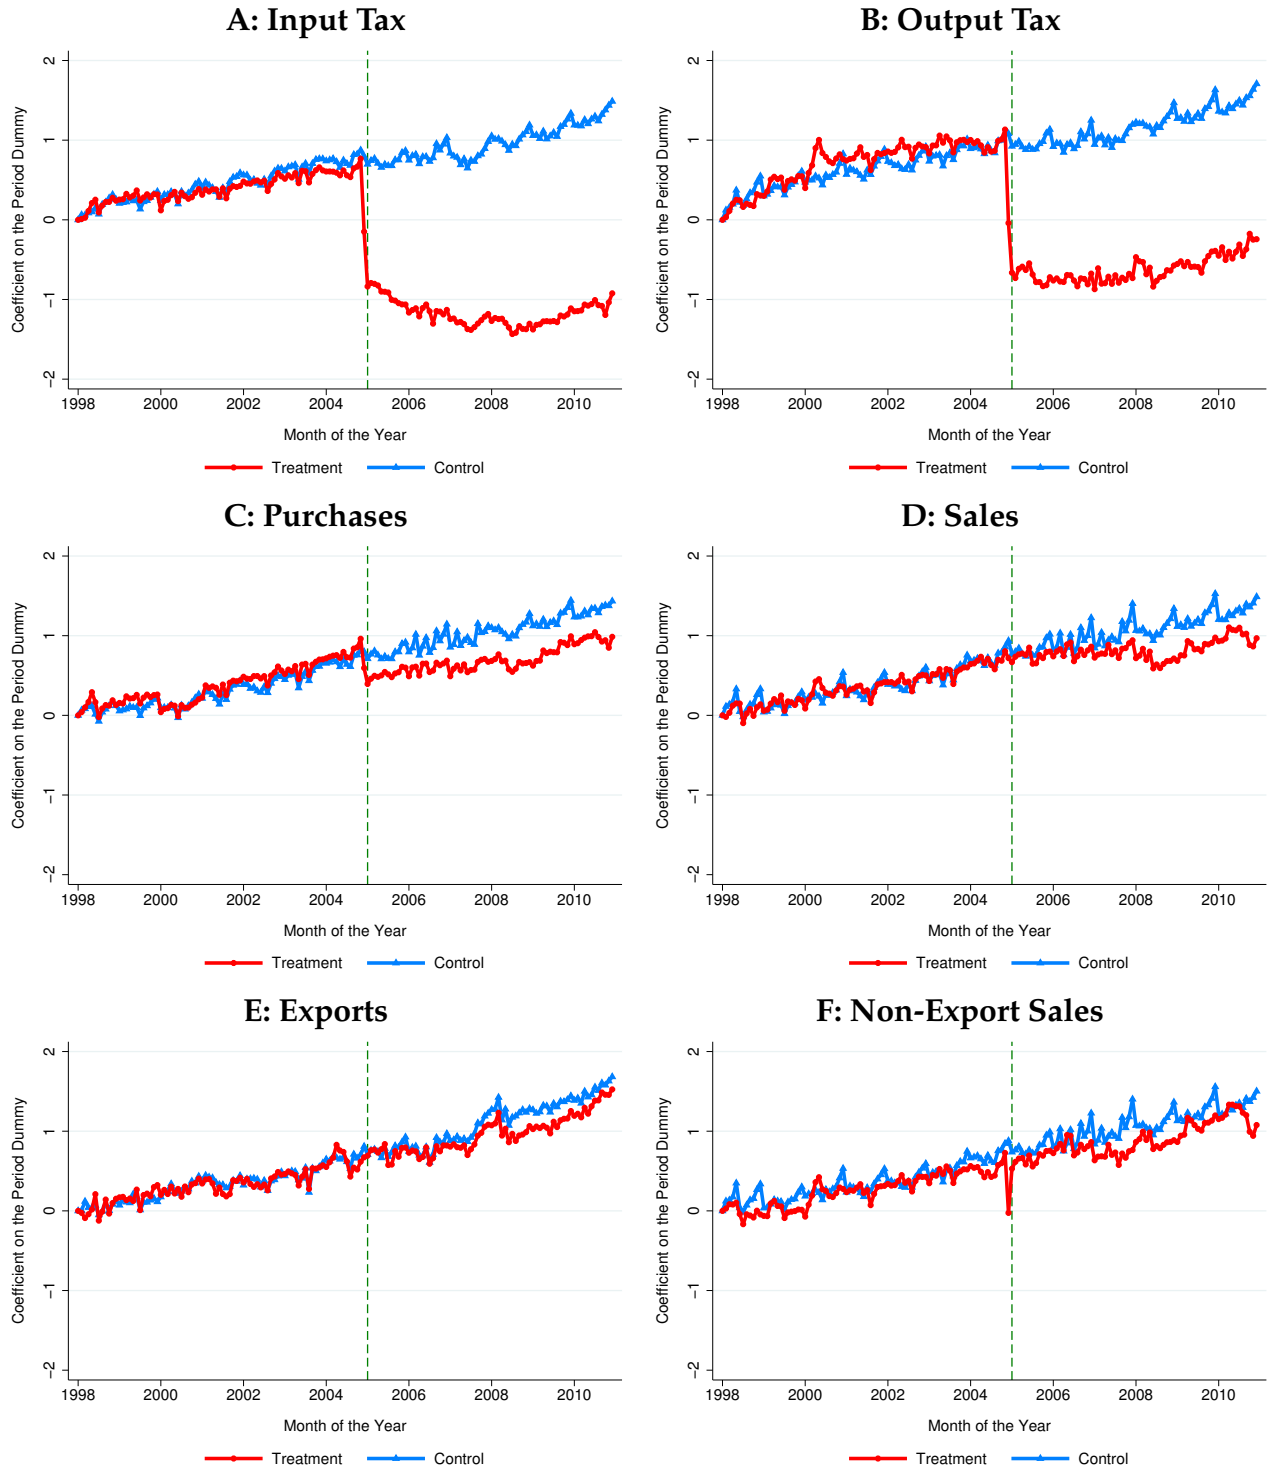 A: Input Tax
Coefficient on the Period Dummy
2
1
0
−1
−2
1998 2000 2002 2004 2006 2008 2010
Month of the Year
Treatment Control
B: Output Tax
Coefficient on the Period Dummy
2
1
0
−1
−2
1998 2000 2002 2004 2006 2008 2010
Month of the Year
Treatment Control
C: Purchases
Coefficient on the Period Dummy
2
1
0
−1
−2
1998 2000 2002 2004 2006 2008 2010
Month of the Year
Treatment Control
D: Sales
Coefficient on the Period Dummy
2
1
0
−1
−2
1998 2000 2002 2004 2006 2008 2010
Month of the Year
Treatment Control
E: Exports
Coefficient on the Period Dummy
2
1
0
−1
−2
1998 2000 2002 2004 2006 2008 2010
Month of the Year
Treatment Control
F: Non-Export Sales
Coefficient on the Period Dummy
2
1
0
−1
−2
1998 2000 2002 2004 2006 2008 2010
Month of the Year
Treatment Control